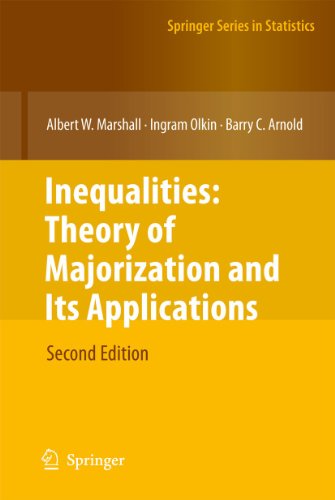 Springer Series in Statistics
Albert W. Marshall · Ingram Olkin · Barry C. Arnold
Inequalities:
Theory of
Majorization and
Its Applications
Second Edition
Springer